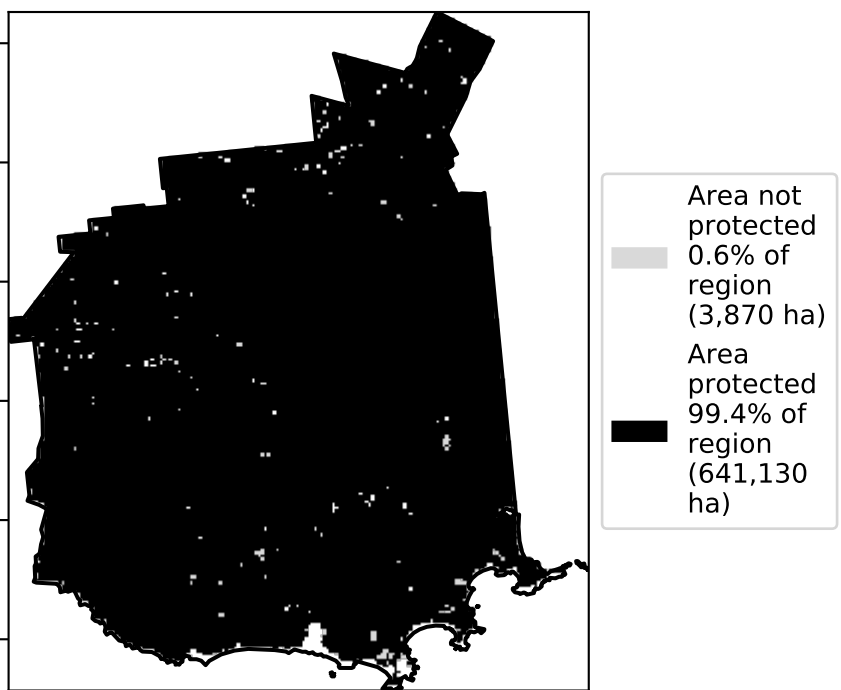 Area not
protected
0.6% of
region
(3,870 ha)
Area
protected
99.4% of
region
(641,130
ha)